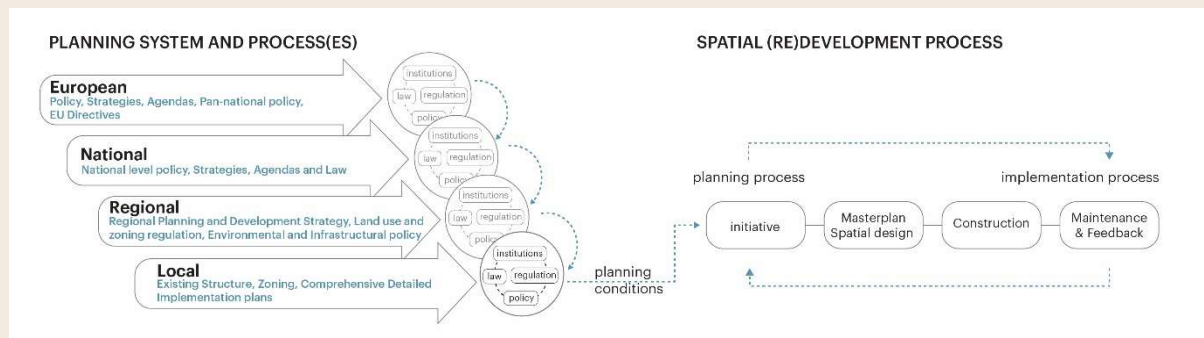 PLANNING SYSTEM AND PROCESS(ES)
European
Policy, Strategies, Agendas, Pan-national policy,
EU Directives
institutions
law
regulation
policy
National
National level policy, Strategies, Agendas and Law
institutions
law
regulation
policy
Regional
Regional Planning and Development Strategy, Land use and
zoning regulation, Environmental and Infrastructural policy
institutions
law
regulation
policy
Local
Existing Structure, Zoning, Comprehensive Detailed
Implementation plans
institutions
law
regulation
policy
planning
conditions
SPATIAL (RE)DEVELOPMENT PROCESS
planning process
implementation process
initiative
Masterplan
Spatial design
Construction
Maintenance
& Feedback